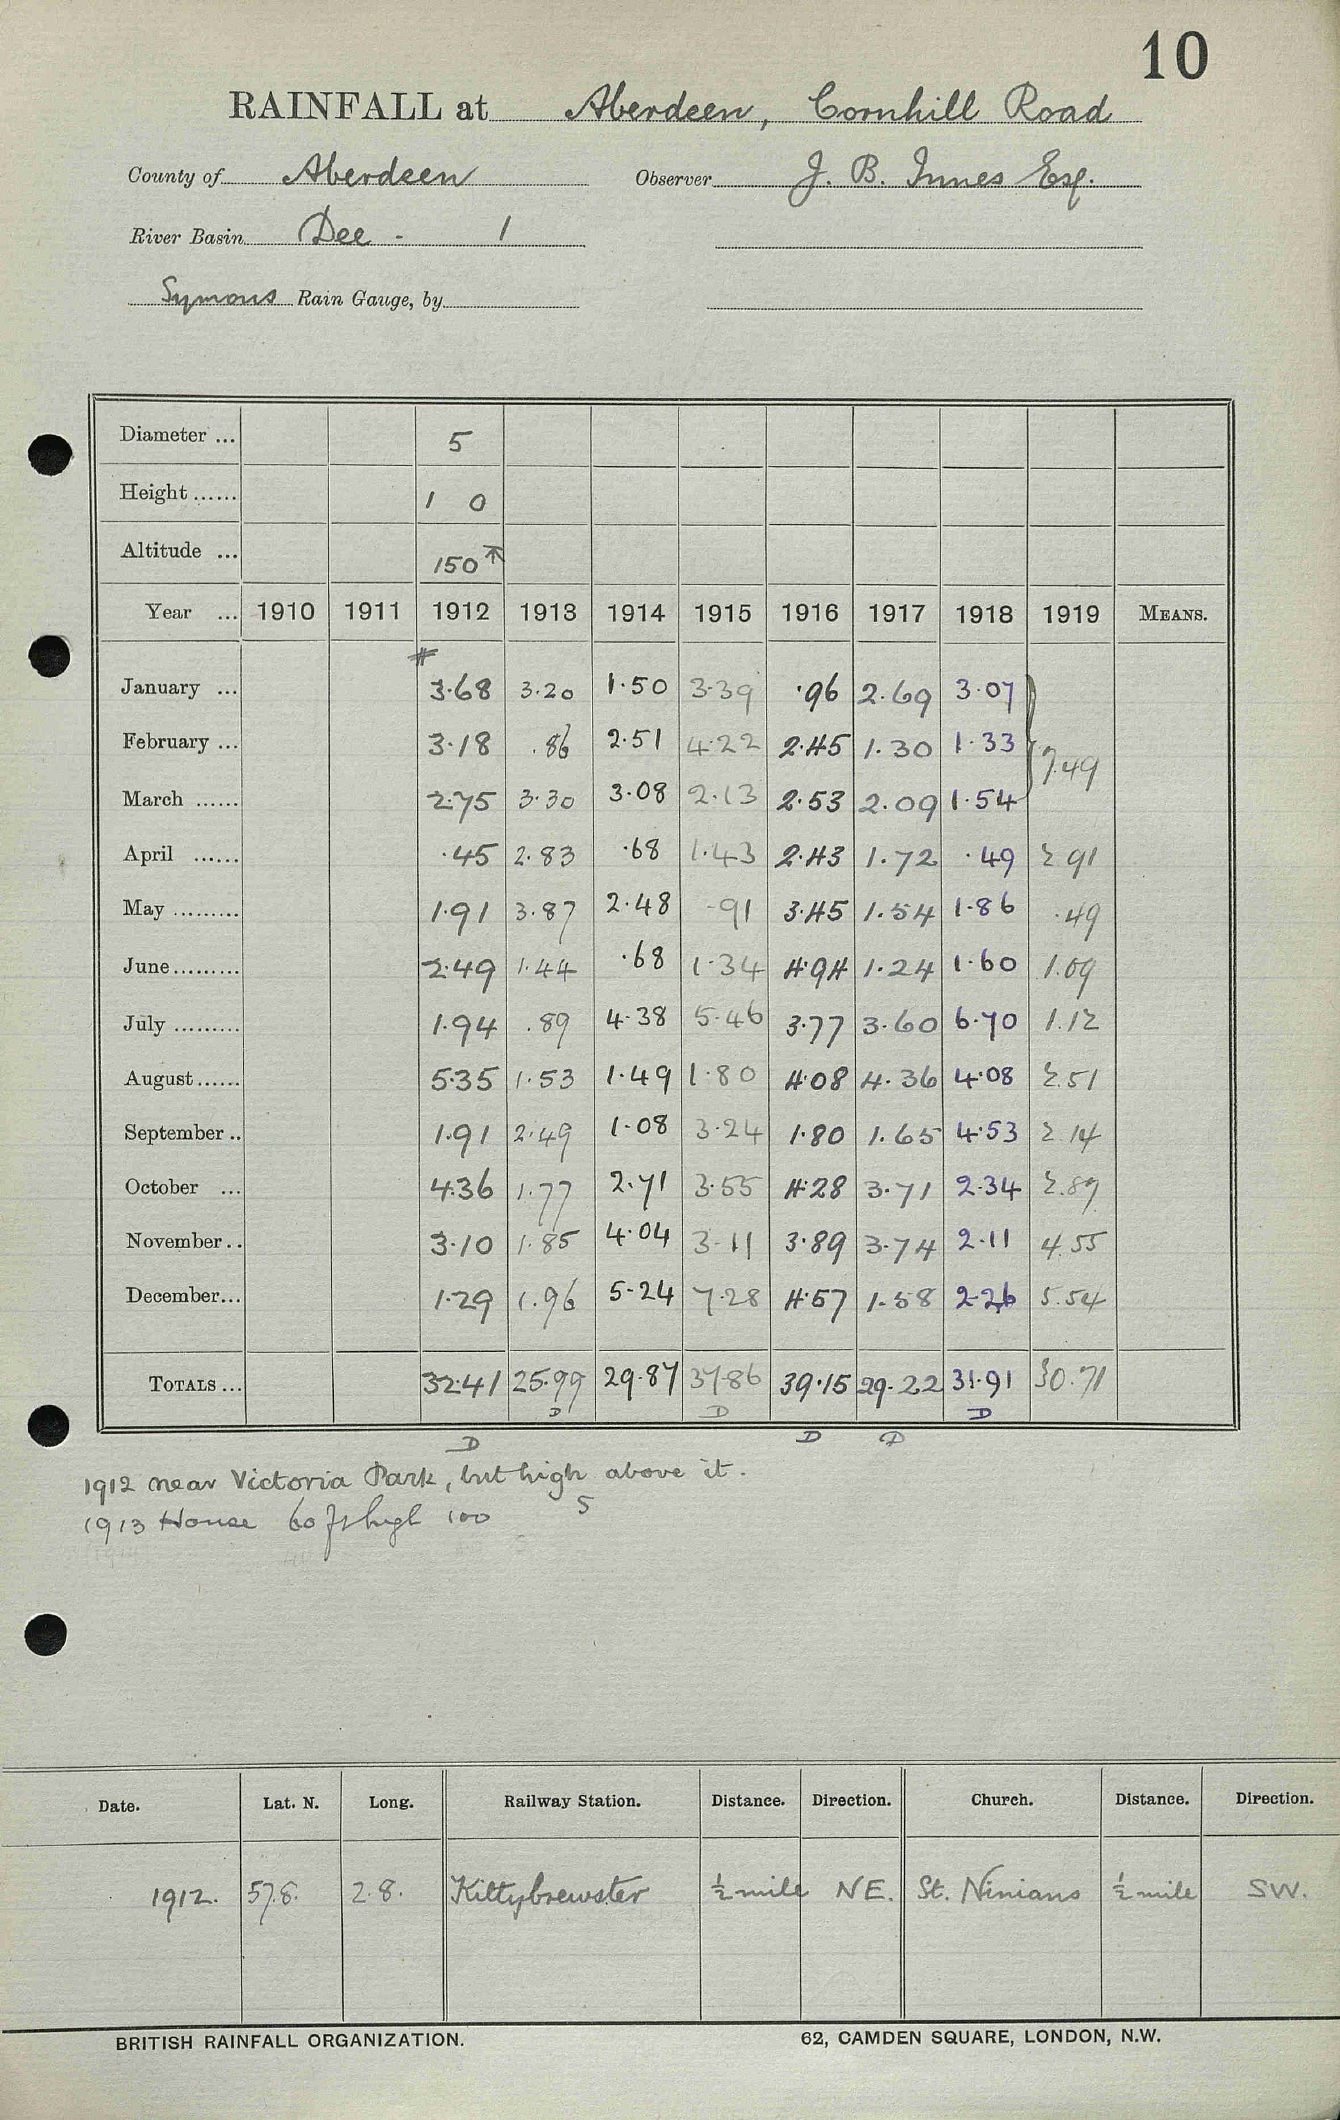 10
RAINFALL at Aberdeen, Cornhill Road
County of Aberdeen Observer J. B. Innes Esq.
River Basin Dee - 1
Symons Rain Gauge, by
Diameter ... 5
Height ...... 1 0
Altitude ... 150
Year ... 1910 1911 1912 1913 1914 1915 1916 1917 1918 1919 MEANS.
January ... 3.68 3.20 1.50 3.39 .96 2.69 3.07
February ... 3.18 .86 2.51 4.22 2.45 1.30 1.33 7.49
March ...... 2.75 3.30 3.08 2.13 2.53 2.09 1.54
April ...... .45 2.83 .68 1.43 2.43 1.72 .49 2.91
May ......... 1.91 3.87 2.48 .91 3.45 1.54 1.86 .49
June ......... 2.49 1.44 .68 1.34 4.94 1.24 1.60 1.09
July ......... 1.94 .89 4.38 5.46 3.77 3.60 6.70 1.12
August ...... 5.35 1.53 1.49 1.80 4.08 4.36 4.08 2.51
September .. 1.91 2.49 1.08 3.24 1.80 1.65 4.53 2.14
October ... 4.36 1.77 2.71 3.55 4.28 3.71 2.34 2.87
November .. 3.10 1.85 4.04 3.11 3.89 3.74 2.11 4.55
December ... 1.29 1.96 5.24 7.28 4.57 1.58 2.26 5.54
TOTALS ... 32.41 25.99 29.87 37.86 39.15 29.22 31.91 30.71
D D D D D D
1912 near Victoria Park, but high above it.
1913 House 60 ft high 100 S
Date. Lat. N. Long. Railway Station. Distance. Direction. Church. Distance. Direction.
1912. 57.8. 2.8. Kittybrewster ½ mile NE. St. Ninians ½ mile SW.
BRITISH RAINFALL ORGANIZATION. 62, CAMDEN SQUARE, LONDON, N.W.